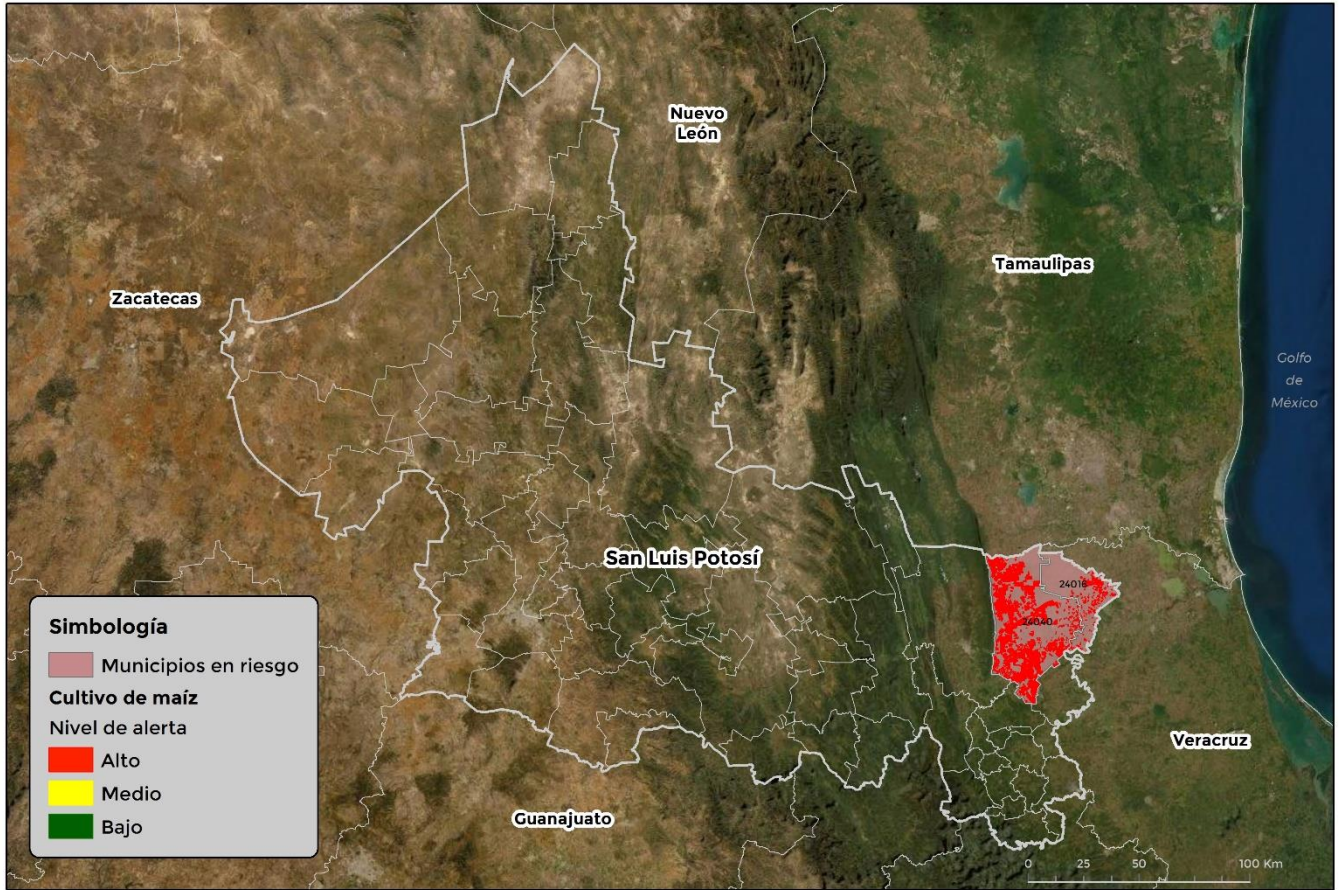 Nuevo
León
Tamaulipas
Zacatecas
Golfo
de
México
San Luis Potosí
24016
24040
Veracruz
Guanajuato
Simbología
Municipios en riesgo
Cultivo de maíz
Nivel de alerta
Alto
Medio
Bajo
0 25 50 100 Km